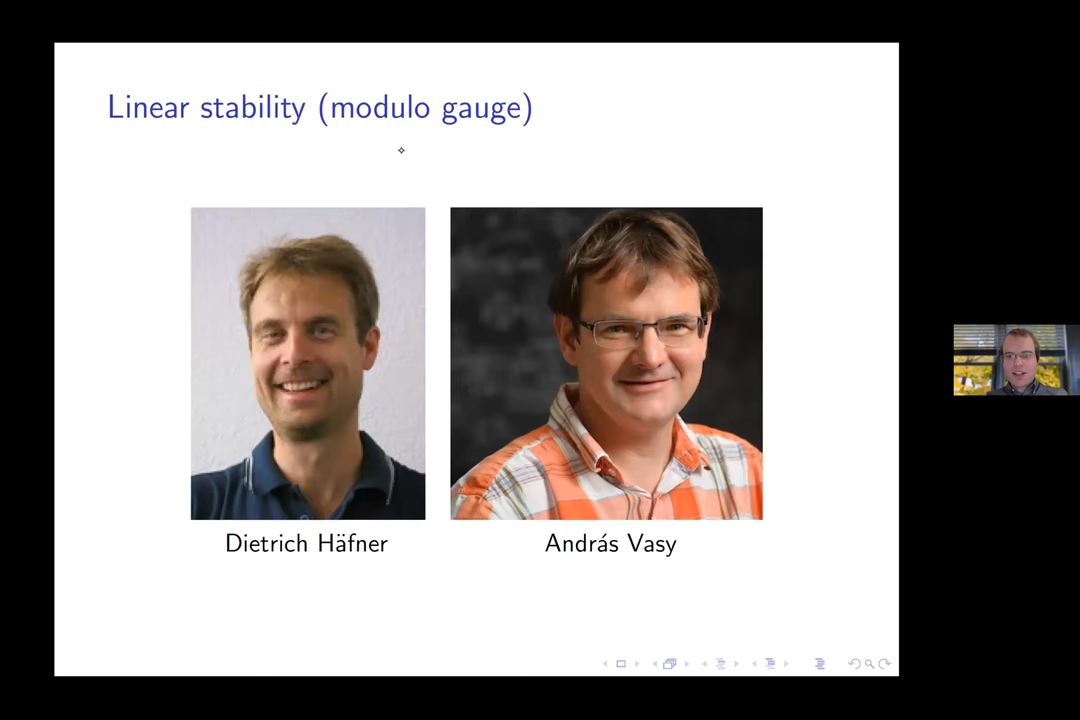 Linear stability (modulo gauge)
Dietrich Häfner
András Vasy